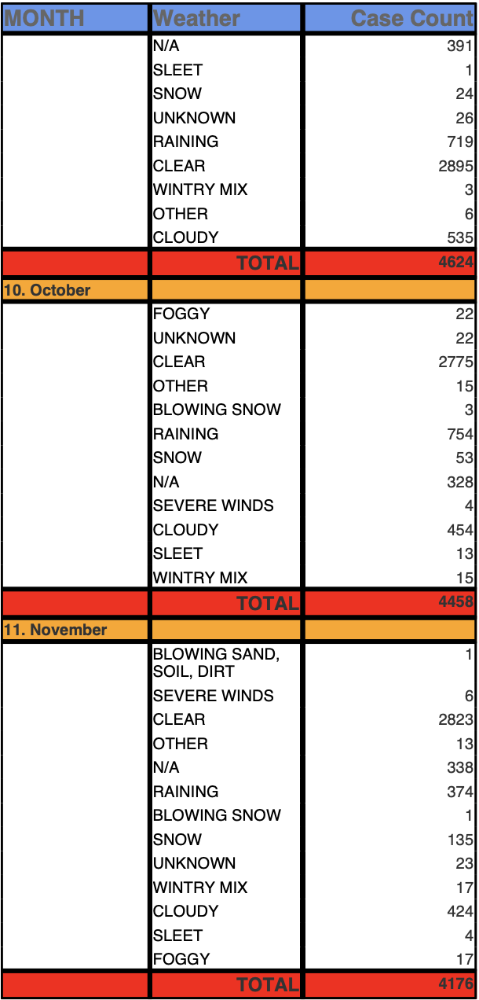 MONTH Weather Case Count
N/A 391
SLEET 1
SNOW 24
UNKNOWN 26
RAINING 719
CLEAR 2895
WINTRY MIX 3
OTHER 6
CLOUDY 535
TOTAL 4624
10. October
FOGGY 22
UNKNOWN 22
CLEAR 2775
OTHER 15
BLOWING SNOW 3
RAINING 754
SNOW 53
N/A 328
SEVERE WINDS 4
CLOUDY 454
SLEET 13
WINTRY MIX 15
TOTAL 4458
11. November
BLOWING SAND, 1
SOIL, DIRT
SEVERE WINDS 6
CLEAR 2823
OTHER 13
N/A 338
RAINING 374
BLOWING SNOW 1
SNOW 135
UNKNOWN 23
WINTRY MIX 17
CLOUDY 424
SLEET 4
FOGGY 17
TOTAL 4176